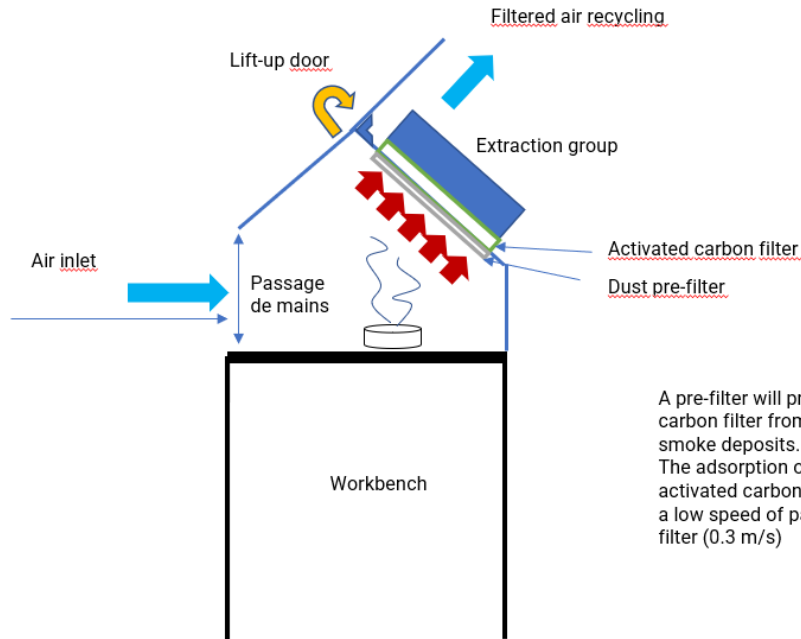 Filtered air recycling
Lift-up door
Extraction group
Activated carbon filter
Air inlet
Passage
de mains
Dust pre-filter
Workbench
A pre-filter will
carbon filter from
smoke deposits.
The adsorption
activated carbon
a low speed of
filter (0.3 m/s)